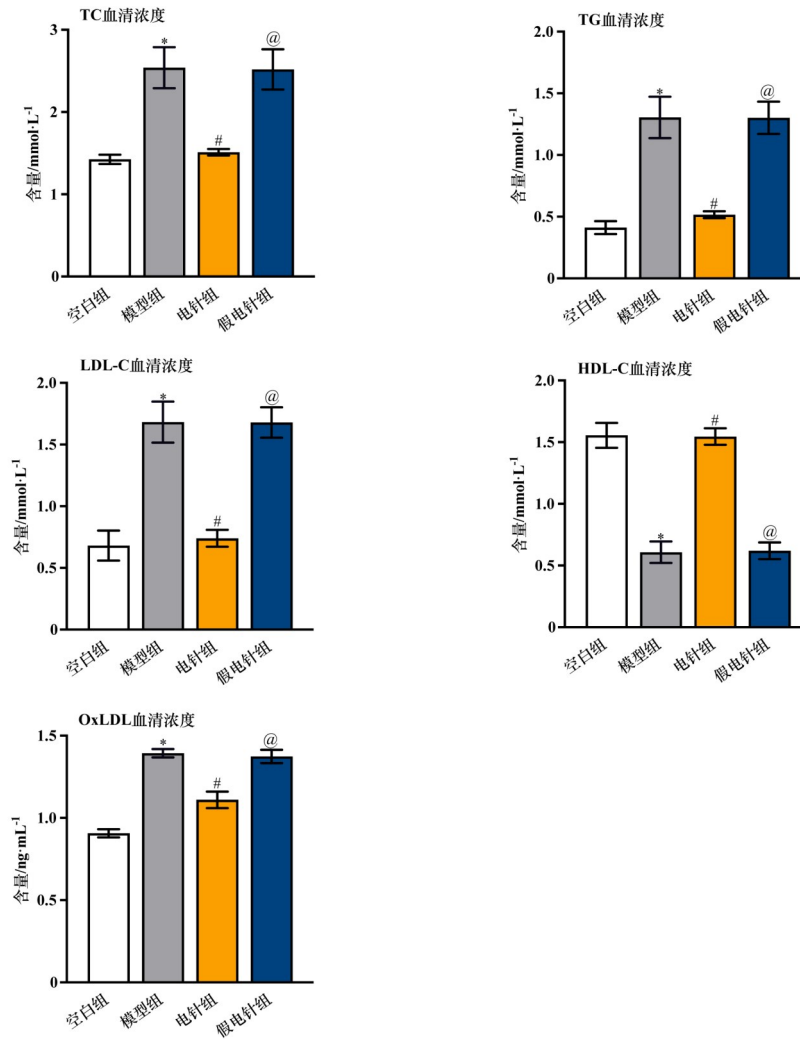 TC血清浓度
含量/mmol·L-1
3
2
1
0
*
#
@
空白组
模型组
电针组
假电针组
TG血清浓度
含量/mmol·L-1
2.0
1.5
1.0
0.5
0
*
#
@
空白组
模型组
电针组
假电针组
LDL-C血清浓度
含量/mmol·L-1
2.0
1.5
1.0
0.5
0
*
#
@
空白组
模型组
电针组
假电针组
HDL-C血清浓度
含量/mmol·L-1
2.0
1.5
1.0
0.5
0
*
#
@
空白组
模型组
电针组
假电针组
OxLDL血清浓度
含量/ng·mL-1
1.5
1.0
0.5
0
*
#
@
空白组
模型组
电针组
假电针组